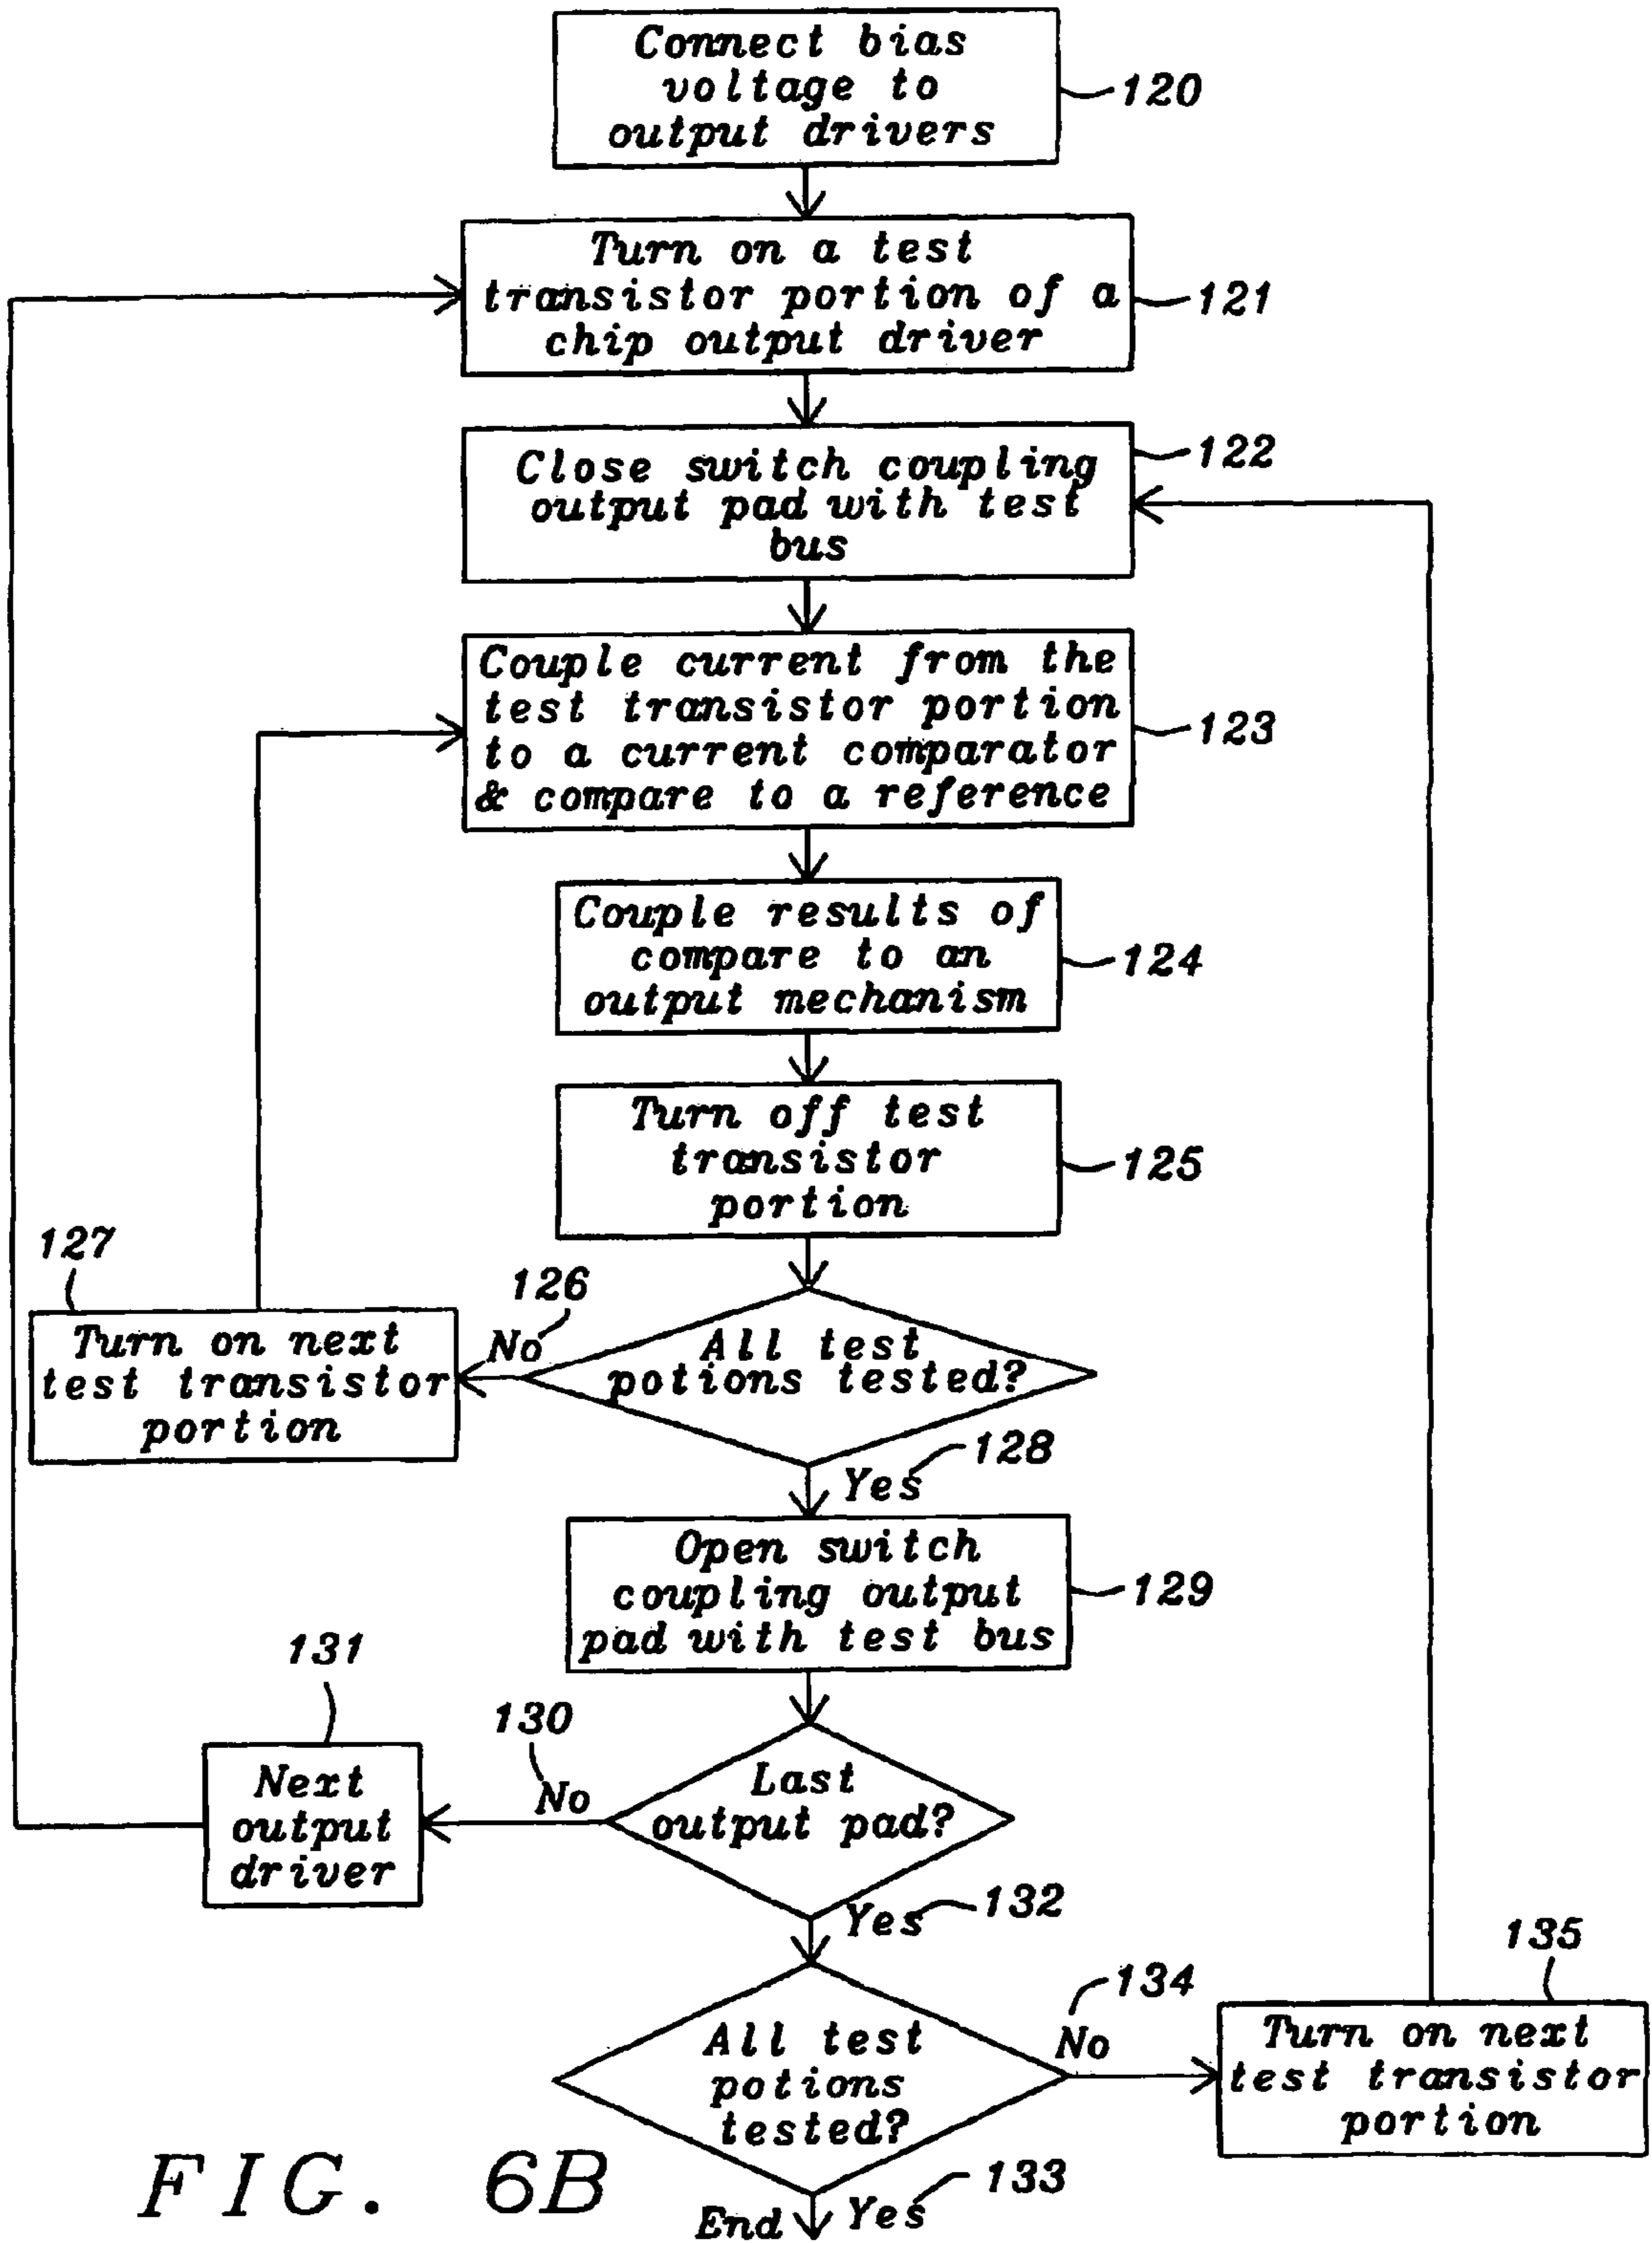 Connect bias
voltage to
output drivers
120
Turn on a test
transistor portion of a
chip output driver
121
Close switch coupling
output pad with test
bus
122
Couple current from the
test transistor portion
to a current comparator
& compare to a reference
123
Couple results of
compare to an
output mechanism
124
Turn off test
transistor
portion
125
127
Turn on next
test transistor
portion
126
No
All test
potions tested?
128
Yes
Open switch
coupling output
pad with test bus
129
131
Next
output
driver
130
No
Last
output pad?
132
Yes
All test
potions
tested?
134
No
135
Turn on next
test transistor
portion
133
Yes
End
FIG. 6B